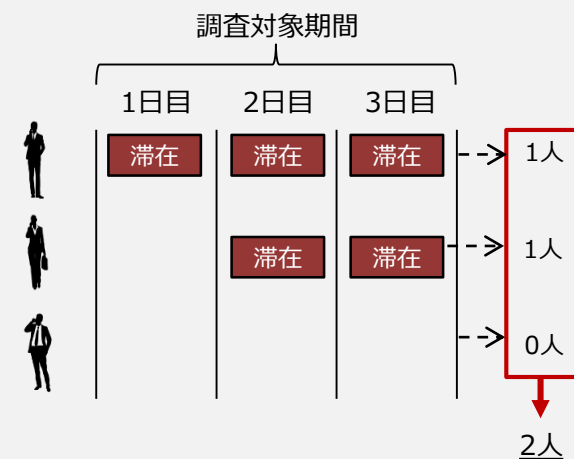 調査対象期間
1日目 2日目 3日目
滞在 滞在 滞在 1人
滞在 滞在 1人
0人
2人